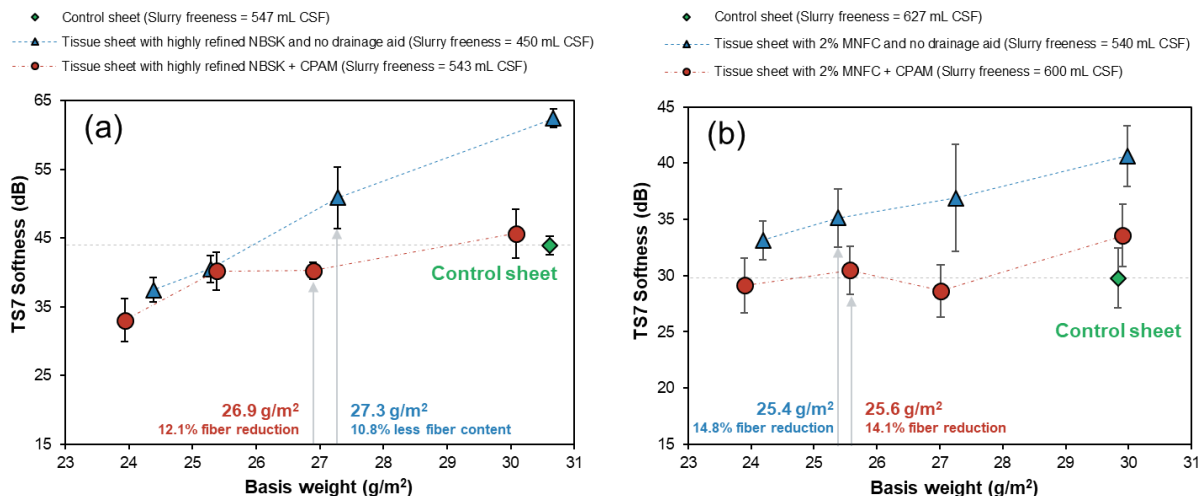 Control sheet (Slurry freeness = 547 mL CSF)
Tissue sheet with highly refined NBSK and no drainage aid (Slurry freeness = 450 mL CSF)
Tissue sheet with highly refined NBSK + CPAM (Slurry freeness = 543 mL CSF)
(a)
TS7 Softness (dB)
65
55
45
35
25
15
Control sheet
26.9 g/m²
12.1% fiber reduction
27.3 g/m²
10.8% less fiber content
23 24 25 26 27 28 29 30 31
Basis weight (g/m²)
Control sheet (Slurry freeness = 627 mL CSF)
Tissue sheet with 2% MNFC and no drainage aid (Slurry freeness = 540 mL CSF)
Tissue sheet with 2% MNFC + CPAM (Slurry freeness = 600 mL CSF)
(b)
TS7 Softness (dB)
45
40
35
30
25
20
15
Control sheet
25.4 g/m²
14.8% fiber reduction
25.6 g/m²
14.1% fiber reduction
23 24 25 26 27 28 29 30 31
Basis weight (g/m²)